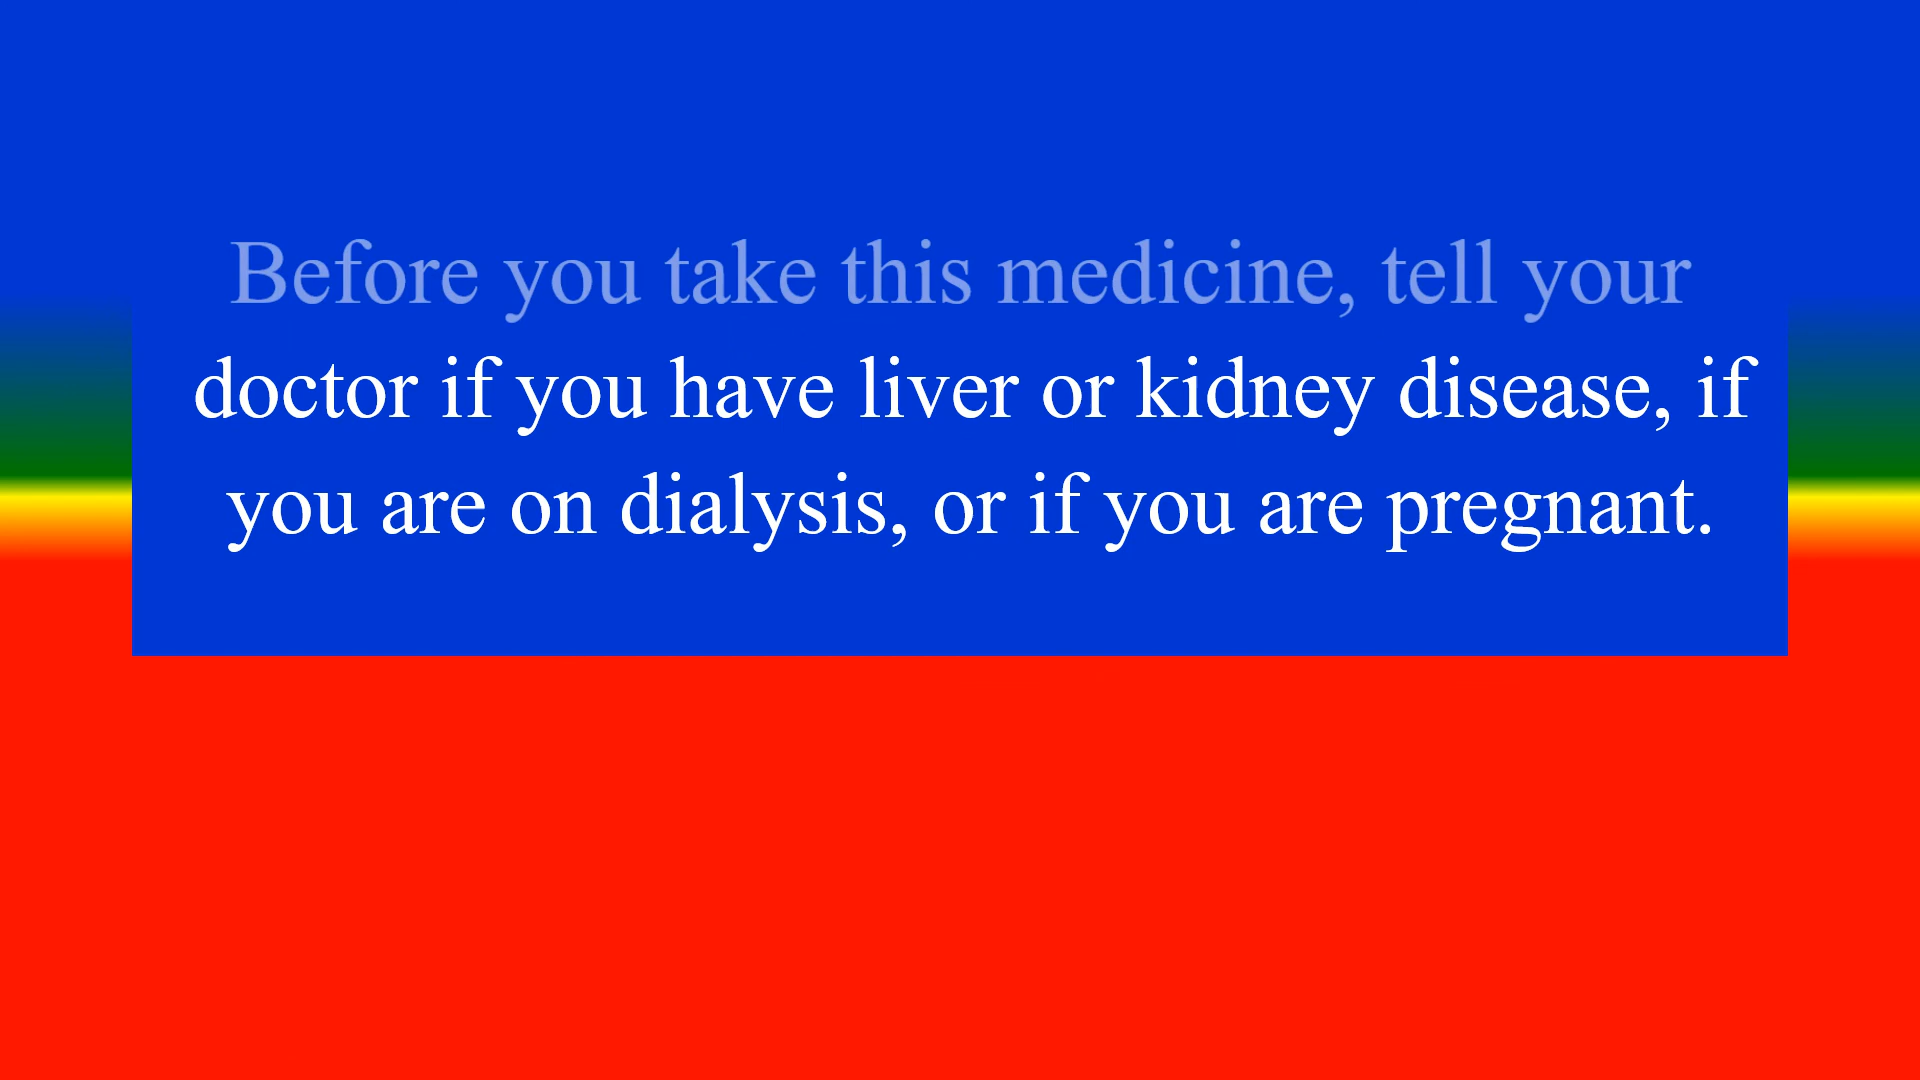 Before you take this medicine, tell your
doctor if you have liver or kidney disease, if
you are on dialysis, or if you are pregnant.